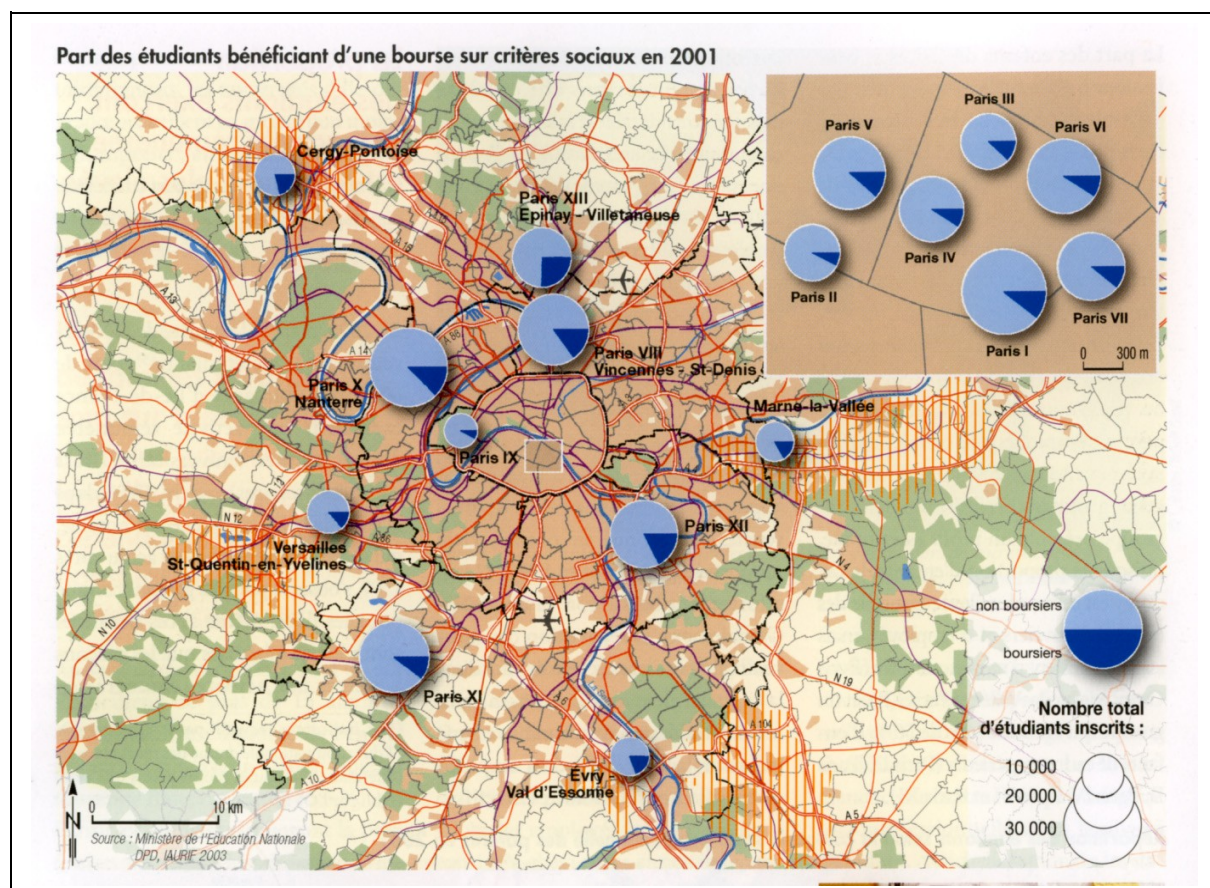 Part des étudiants bénéficiant d'une bourse sur critères sociaux en 2001
Paris III
Paris V
Paris VI
Paris IV
Paris II
Paris VII
Paris I
0 300 m
Cergy-Pontoise
Paris XIII
Epinay - Villetaneuse
A 15
A 13
A 14
A 86
Paris VIII
Vincennes - St-Denis
Paris X
Nanterre
A 3
Marne-la-Vallée
A 4
Paris IX
A 12
N 12
A 86
Paris XII
Versailles
St-Quentin-en-Yvelines
N 4
N 10
non boursiers
boursiers
Paris XI
N 19
A 6
Nombre total
d'étudiants inscrits :
A 104
10 000
20 000
30 000
Évry -
Val d'Essonne
A 10
A 5
N
0 10 km
Source : Ministère de l'Education Nationale
DPD, IAURIF 2003